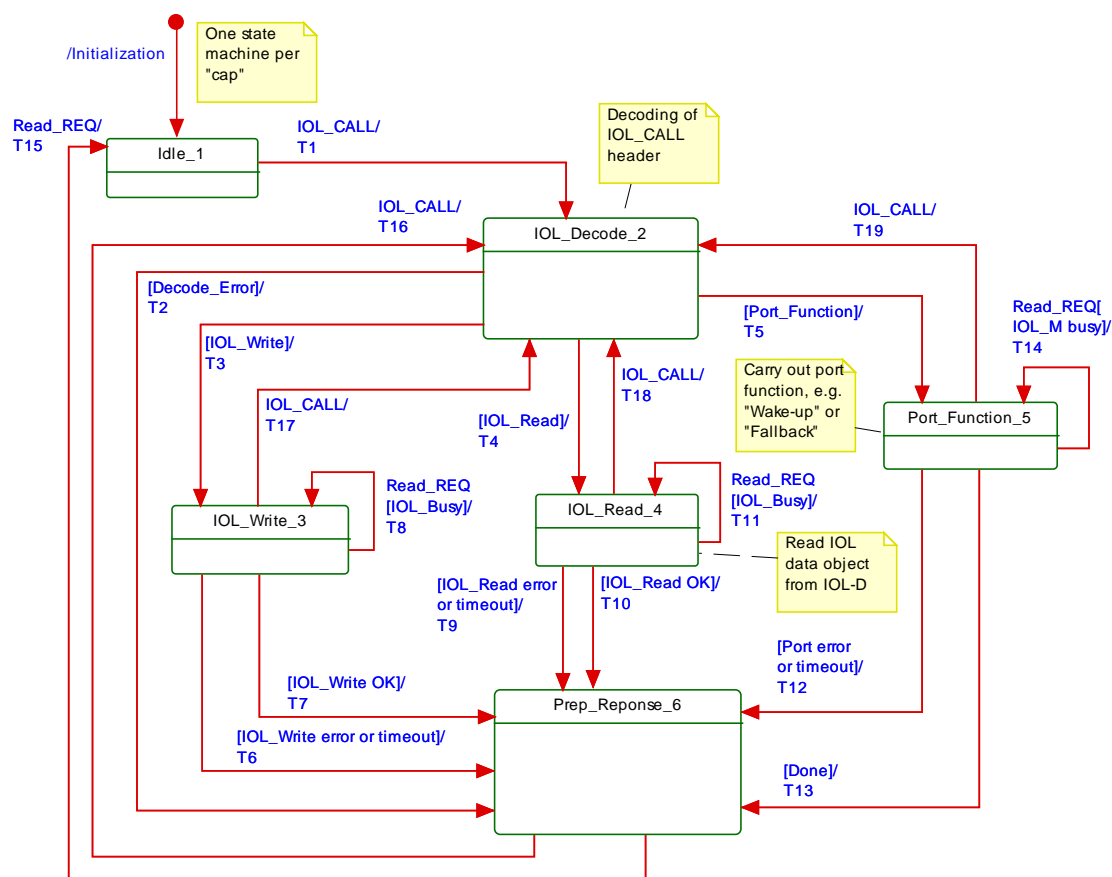 /Initialization
One state
machine per
"cap"
Read_REQ/
T15
Idle_1
IOL_CALL/
T1
Decoding of
IOL_CALL
header
IOL_CALL/
T16
IOL_Decode_2
IOL_CALL/
T19
[Decode_Error]/
T2
[IOL_Write]/
T3
[Port_Function]/
T5
Read_REQ[
IOL_M busy]/
T14
IOL_CALL/
T17
[IOL_Read]/
T4
IOL_CALL/
T18
Carry out port
function, e.g.
"Wake-up" or
"Fallback"
Port_Function_5
Read_REQ
[IOL_Busy]/
T8
IOL_Write_3
IOL_Read_4
Read_REQ
[IOL_Busy]/
T11
Read IOL
data object
from IOL-D
[IOL_Read error
or timeout]/
T9
[IOL_Read OK]/
T10
[IOL_Write OK]/
T7
[IOL_Write error or timeout]/
T6
Prep_Reponse_6
[Port error
or timeout]/
T12
[Done]/
T13